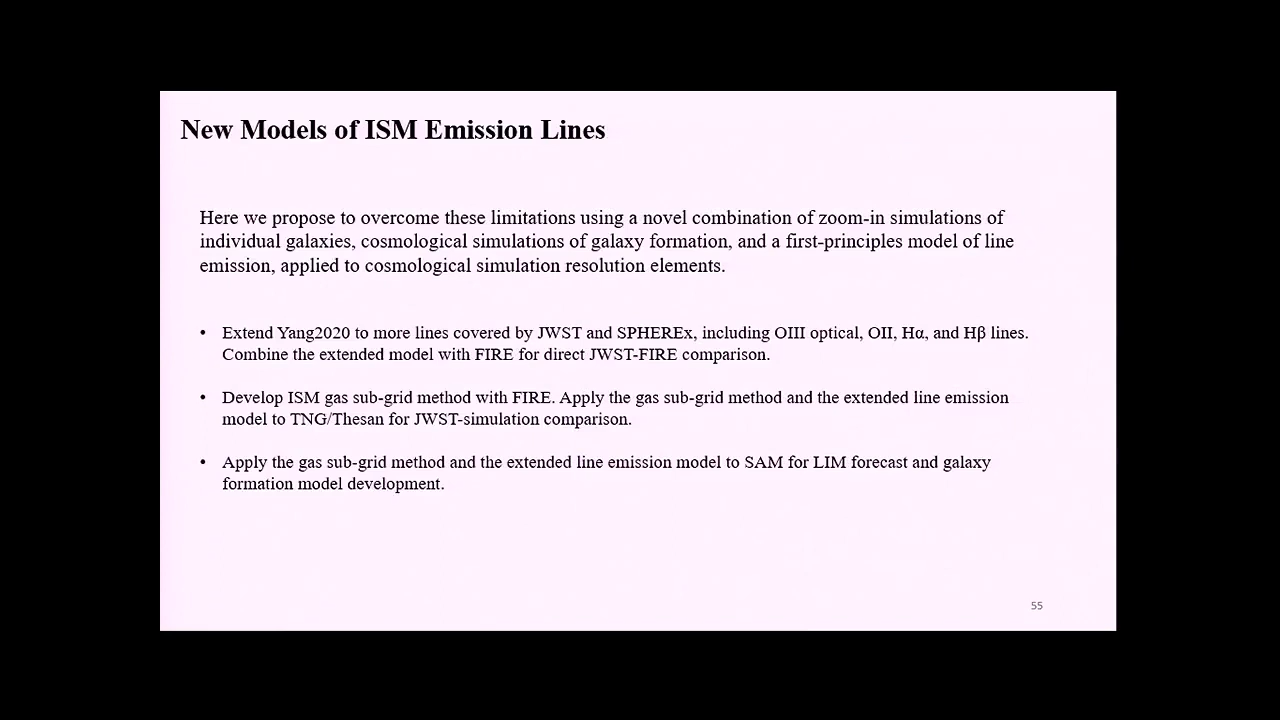 New Models of ISM Emission Lines
Here we propose to overcome these limitations using a novel combination of zoom-in simulations of
individual galaxies, cosmological simulations of galaxy formation, and a first-principles model of line
emission, applied to cosmological simulation resolution elements.
• Extend Yang2020 to more lines covered by JWST and SPHEREx, including OIII optical, OII, Hα, and Hβ lines.
Combine the extended model with FIRE for direct JWST-FIRE comparison.
• Develop ISM gas sub-grid method with FIRE. Apply the gas sub-grid method and the extended line emission
model to TNG/Thesan for JWST-simulation comparison.
• Apply the gas sub-grid method and the extended line emission model to SAM for LIM forecast and galaxy
formation model development.
55